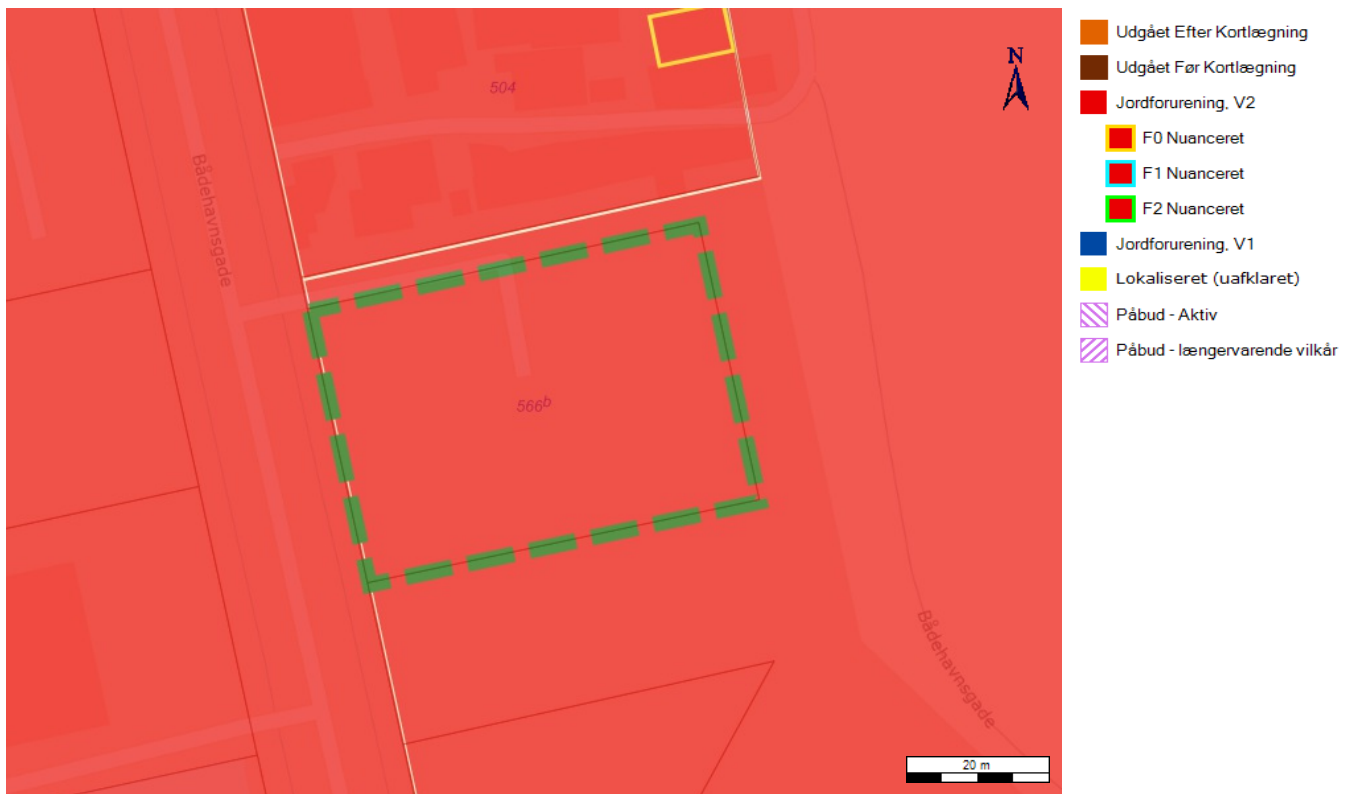 504
Bådehavnsgade
566b
Bådehavnsgade
N
20 m
Udgået Efter Kortlægning
Udgået Før Kortlægning
Jordforurening, V2
F0 Nuanceret
F1 Nuanceret
F2 Nuanceret
Jordforurening, V1
Lokaliseret (uafklaret)
Påbud - Aktiv
Påbud - længervarende vilkår